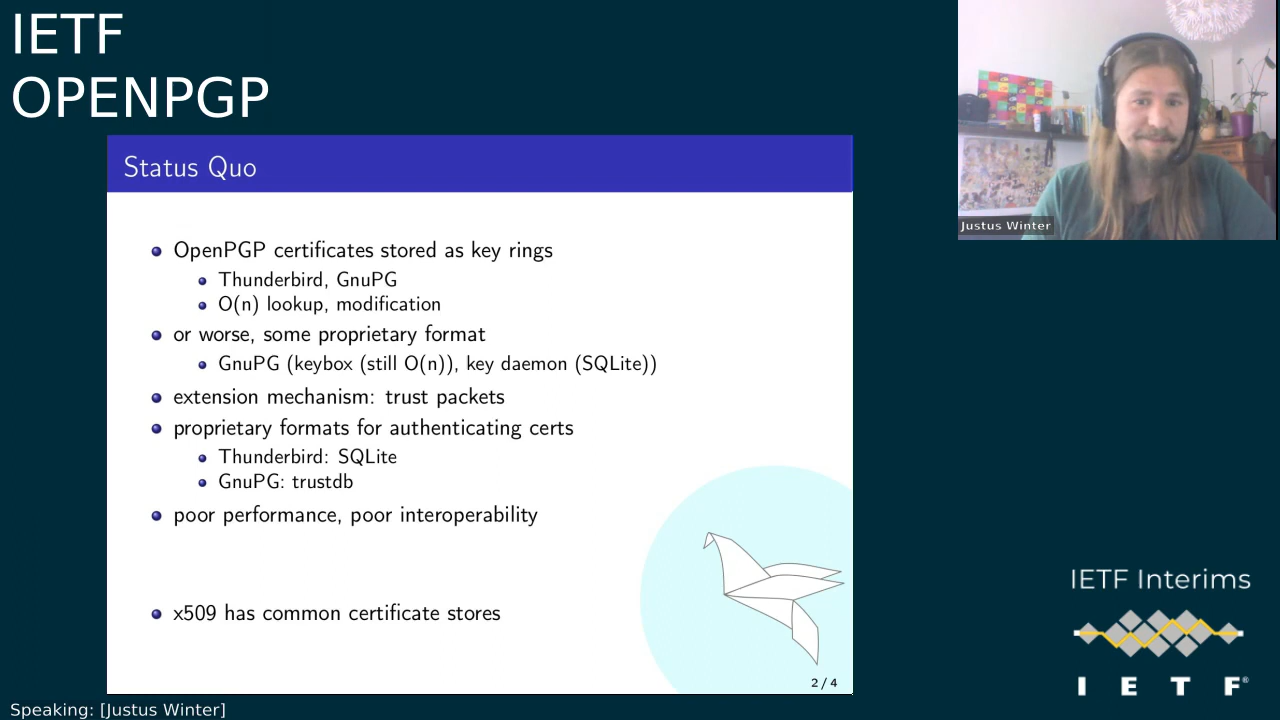 IETF
OPENPGP
Status Quo
OpenPGP certificates stored as key rings
Thunderbird, GnuPG
O(n) lookup, modification
or worse, some proprietary format
GnuPG (keybox (still O(n)), key daemon (SQLite))
extension mechanism: trust packets
proprietary formats for authenticating certs
Thunderbird: SQLite
GnuPG: trustdb
poor performance, poor interoperability
x509 has common certificate stores
2 / 4
Justus Winter
IETF Interims
I E T F®
Speaking: [Justus Winter]